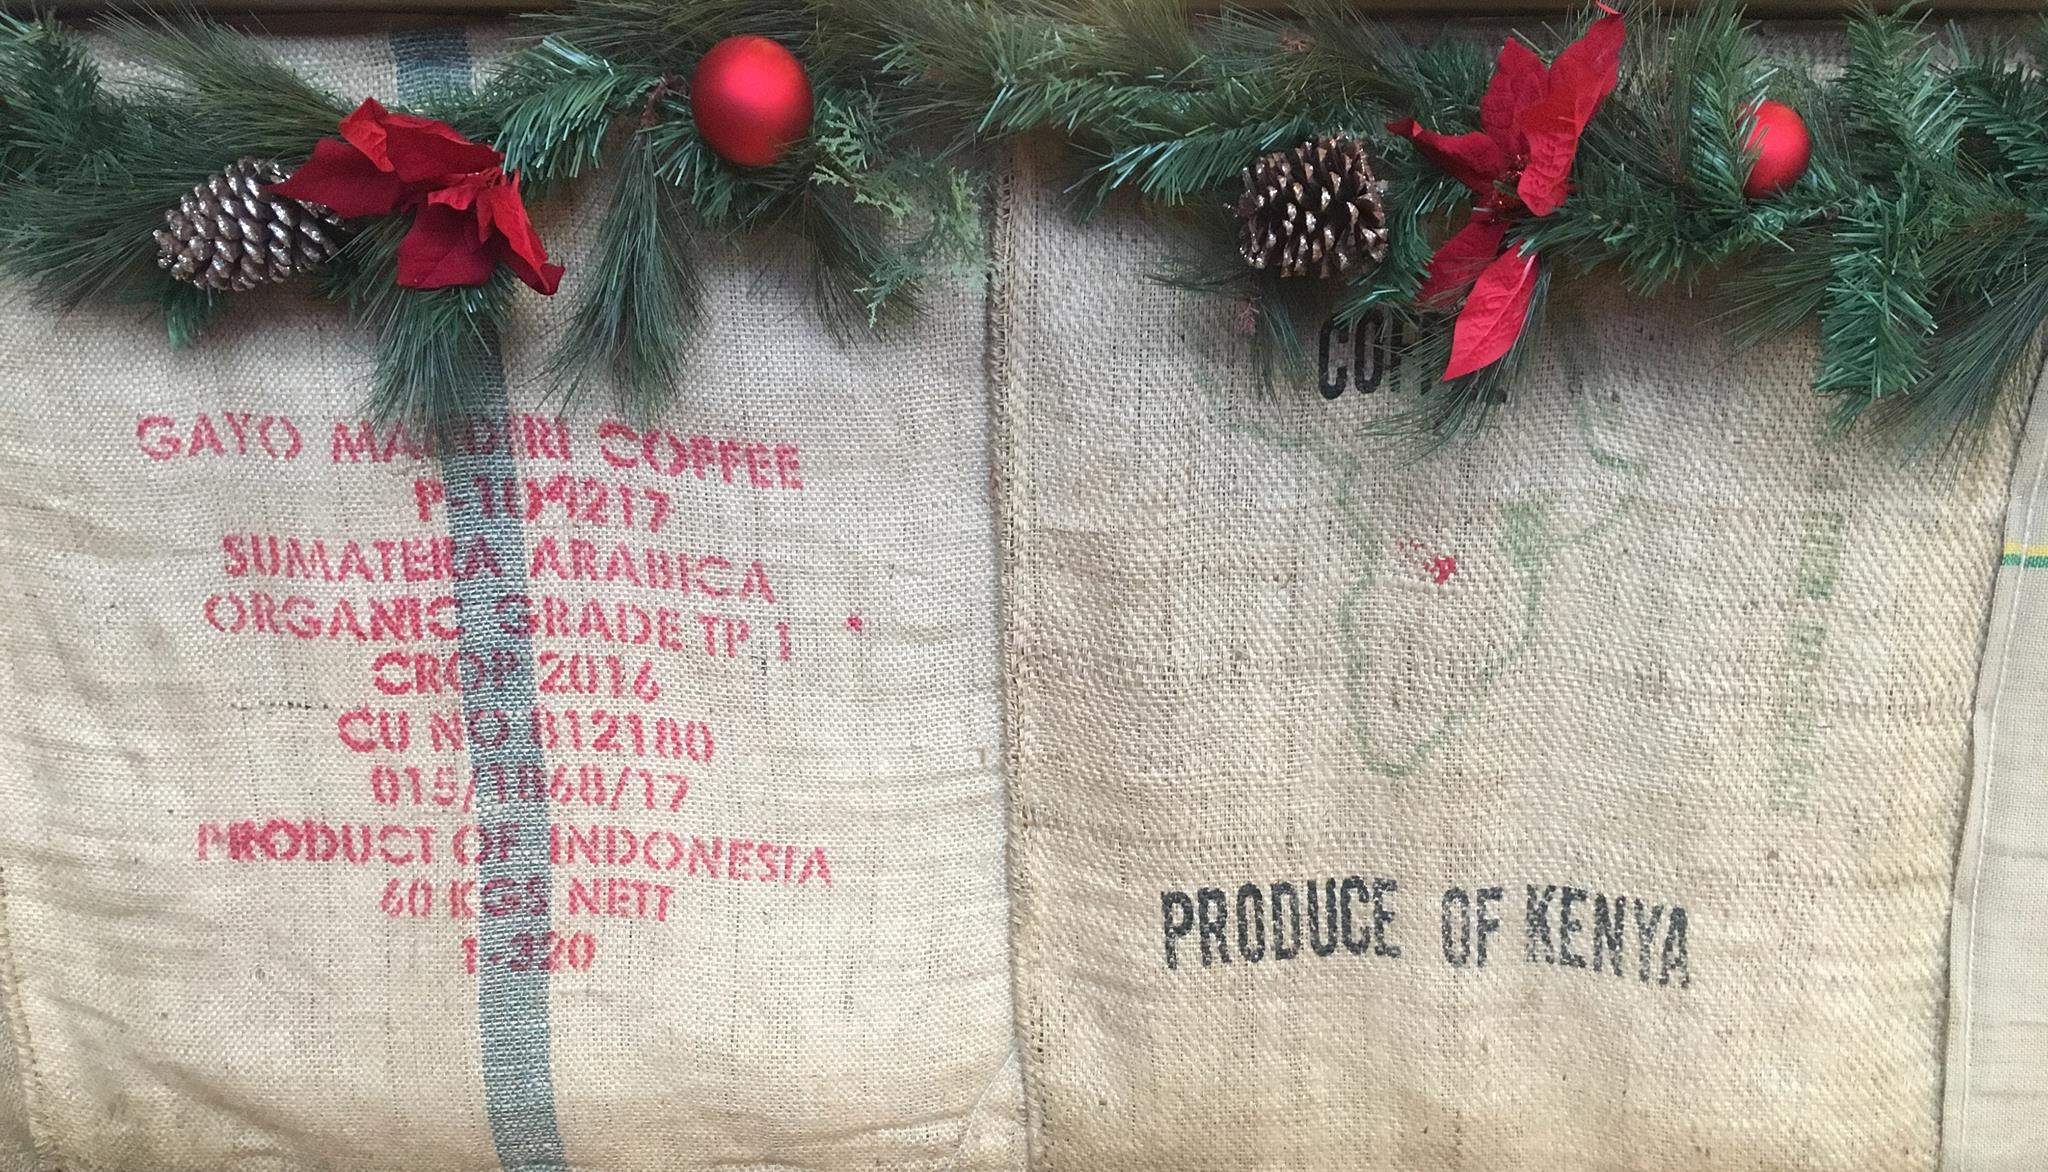 GAYO MANDIRI COFFEE
P-104217
SUMATERA ARABICA
ORGANIC GRADE TP 1
CROP 2016
CU NO 812180
015/1868/17
PRODUCT OF INDONESIA
60 KGS NETT
1-320
COFFEE
PRODUCE OF KENYA